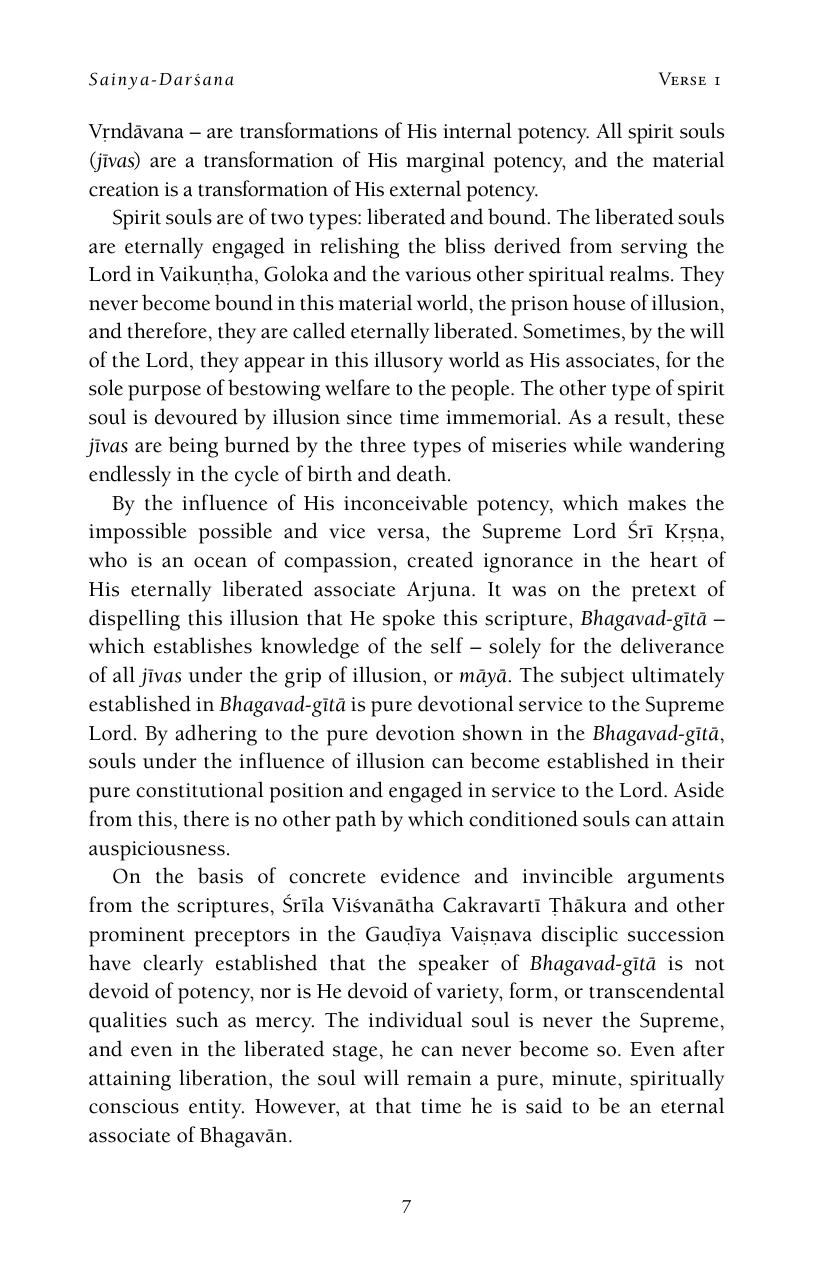 Sainya-Darśana Verse 1
Vṛndāvana – are transformations of His internal potency. All spirit souls
(jīvas) are a transformation of His marginal potency, and the material
creation is a transformation of His external potency.
Spirit souls are of two types: liberated and bound. The liberated souls
are eternally engaged in relishing the bliss derived from serving the
Lord in Vaikuṇṭha, Goloka and the various other spiritual realms. They
never become bound in this material world, the prison house of illusion,
and therefore, they are called eternally liberated. Sometimes, by the will
of the Lord, they appear in this illusory world as His associates, for the
sole purpose of bestowing welfare to the people. The other type of spirit
soul is devoured by illusion since time immemorial. As a result, these
jīvas are being burned by the three types of miseries while wandering
endlessly in the cycle of birth and death.
By the influence of His inconceivable potency, which makes the
impossible possible and vice versa, the Supreme Lord Śrī Kṛṣṇa,
who is an ocean of compassion, created ignorance in the heart of
His eternally liberated associate Arjuna. It was on the pretext of
dispelling this illusion that He spoke this scripture, Bhagavad-gītā –
which establishes knowledge of the self – solely for the deliverance
of all jīvas under the grip of illusion, or māyā. The subject ultimately
established in Bhagavad-gītā is pure devotional service to the Supreme
Lord. By adhering to the pure devotion shown in the Bhagavad-gītā,
souls under the influence of illusion can become established in their
pure constitutional position and engaged in service to the Lord. Aside
from this, there is no other path by which conditioned souls can attain
auspiciousness.
On the basis of concrete evidence and invincible arguments
from the scriptures, Śrīla Viśvanātha Cakravartī Ṭhākura and other
prominent preceptors in the Gauḍīya Vaiṣṇava disciplic succession
have clearly established that the speaker of Bhagavad-gītā is not
devoid of potency, nor is He devoid of variety, form, or transcendental
qualities such as mercy. The individual soul is never the Supreme,
and even in the liberated stage, he can never become so. Even after
attaining liberation, the soul will remain a pure, minute, spiritually
conscious entity. However, at that time he is said to be an eternal
associate of Bhagavān.
7